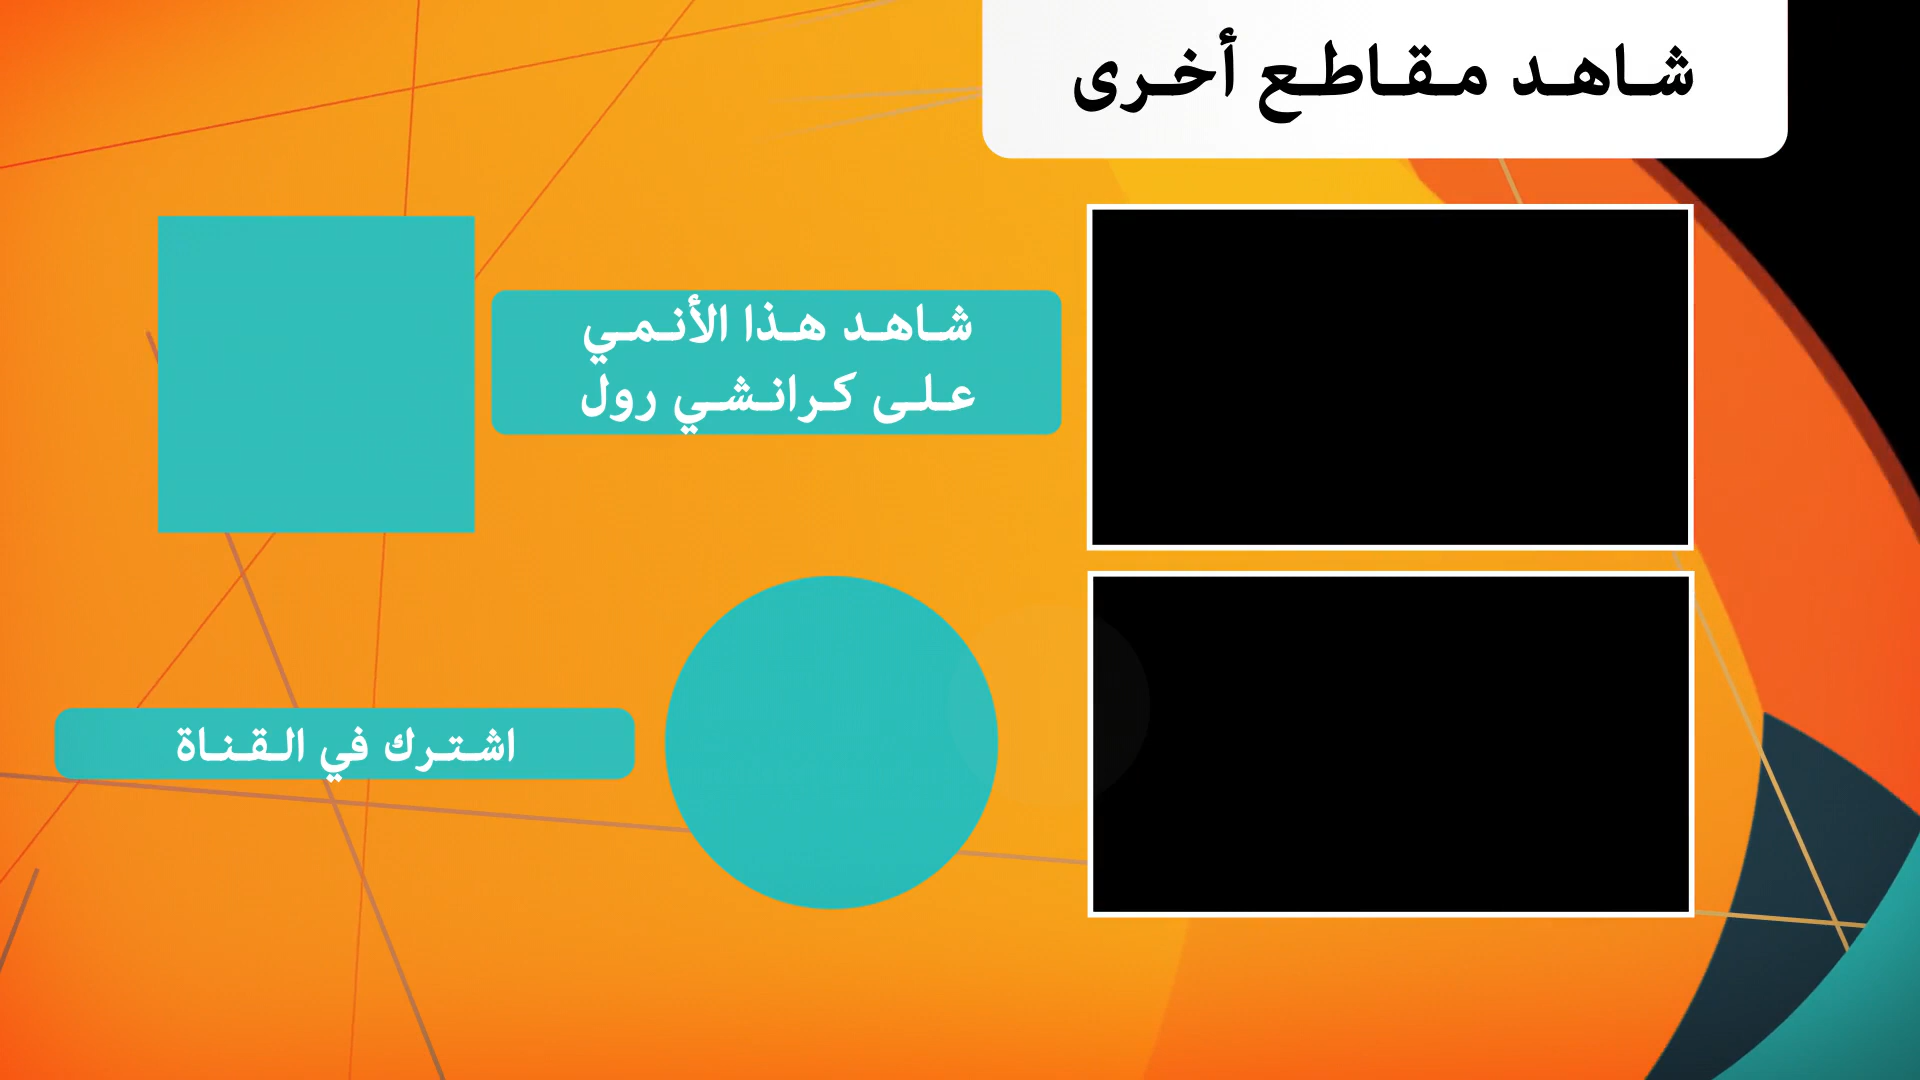 شاهد مقاطع أخرى
شاهد هذا الأنمي
على كرانشي رول
اشترك في القناة